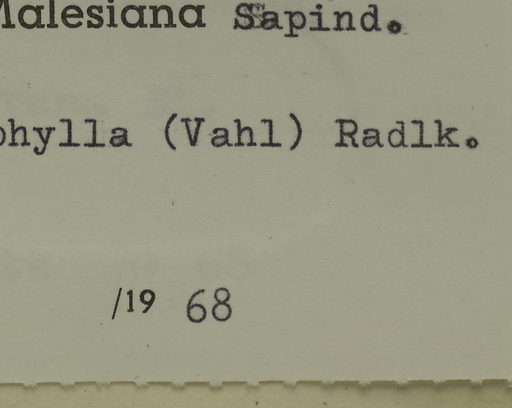 Malesiana Sapind.
phylla (Vahl) Radlk.
/19 68